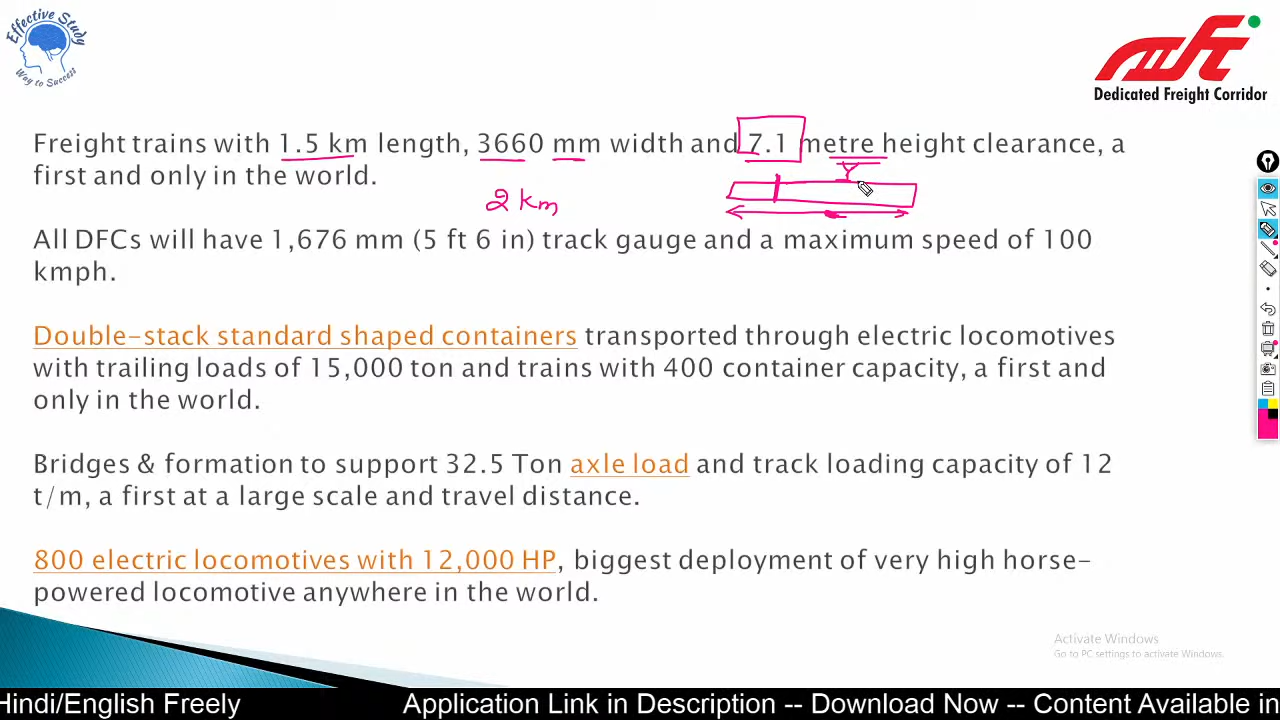 Effective Study
Way to Success
DFC
Dedicated Freight Corridor
Freight trains with 1.5 km length, 3660 mm width and 7.1 metre height clearance, a
first and only in the world.
2 km
All DFCs will have 1,676 mm (5 ft 6 in) track gauge and a maximum speed of 100
kmph.
Double-stack standard shaped containers transported through electric locomotives
with trailing loads of 15,000 ton and trains with 400 container capacity, a first and
only in the world.
Bridges & formation to support 32.5 Ton axle load and track loading capacity of 12
t/m, a first at a large scale and travel distance.
800 electric locomotives with 12,000 HP, biggest deployment of very high horse-
powered locomotive anywhere in the world.
Activate Windows
Go to PC settings to activate Windows.
Hindi/English Freely Application Link in Description -- Download Now -- Content Available in